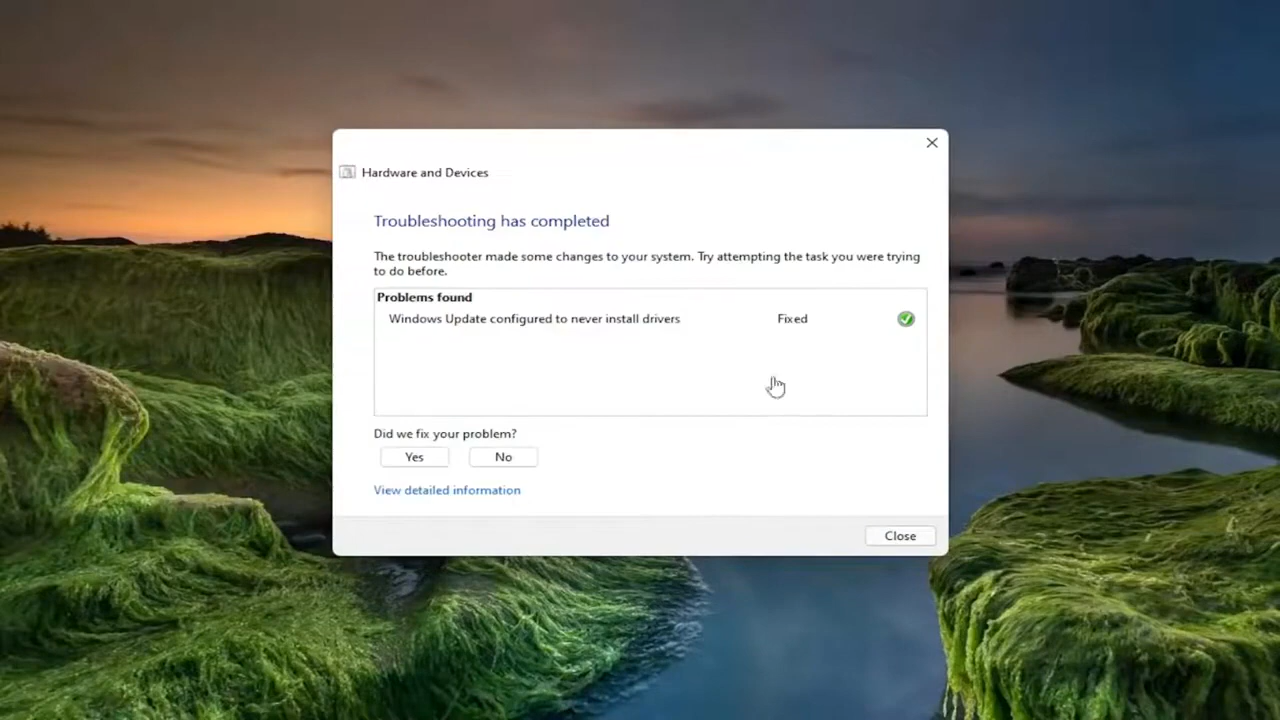 Hardware and Devices
Troubleshooting has completed
The troubleshooter made some changes to your system. Try attempting the task you were trying
to do before.
Problems found
Windows Update configured to never install drivers Fixed
Did we fix your problem?
Yes No
View detailed information
Close